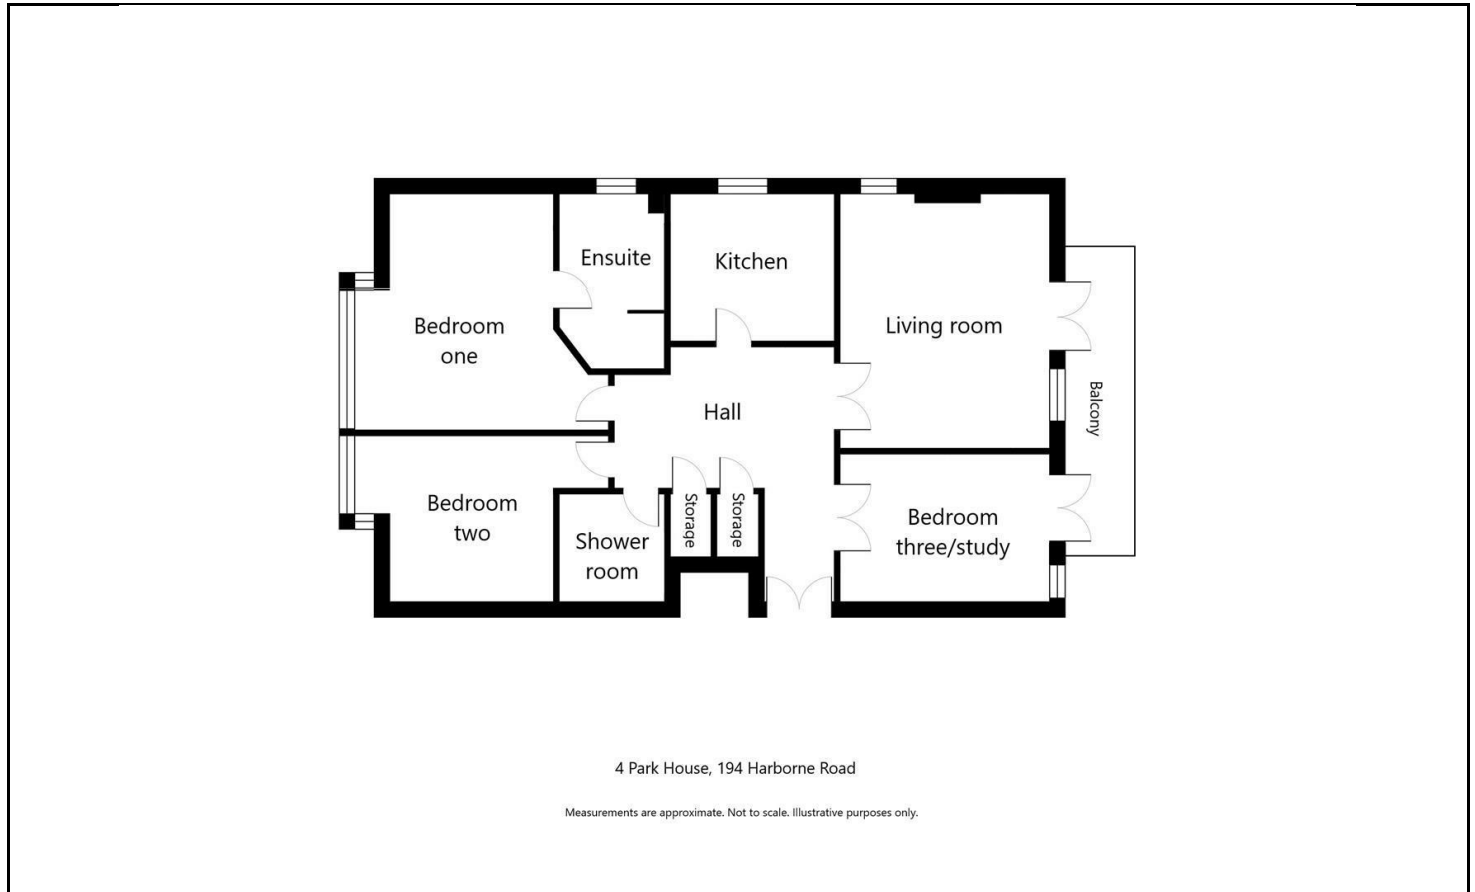 Ensuite
Kitchen
Bedroom
one
Living room
Balcony
Hall
Bedroom
two
Storage
Storage
Shower
room
Bedroom
three/study
4 Park House, 194 Harborne Road
Measurements are approximate. Not to scale. Illustrative purposes only.